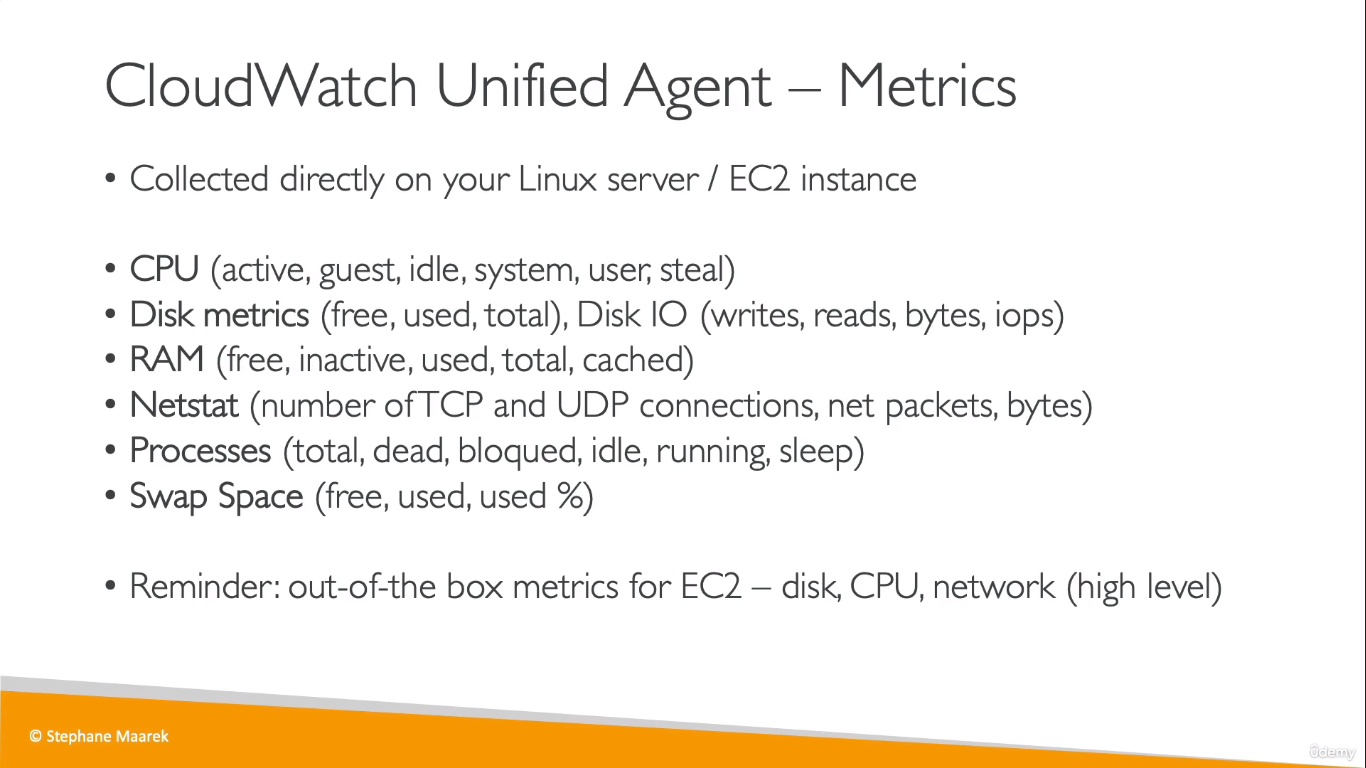 CloudWatch Unified Agent – Metrics
• Collected directly on your Linux server / EC2 instance
• CPU (active, guest, idle, system, user, steal)
• Disk metrics (free, used, total), Disk IO (writes, reads, bytes, iops)
• RAM (free, inactive, used, total, cached)
• Netstat (number of TCP and UDP connections, net packets, bytes)
• Processes (total, dead, bloqued, idle, running, sleep)
• Swap Space (free, used, used %)
• Reminder: out-of-the box metrics for EC2 – disk, CPU, network (high level)
© Stephane Maarek
ûdemy